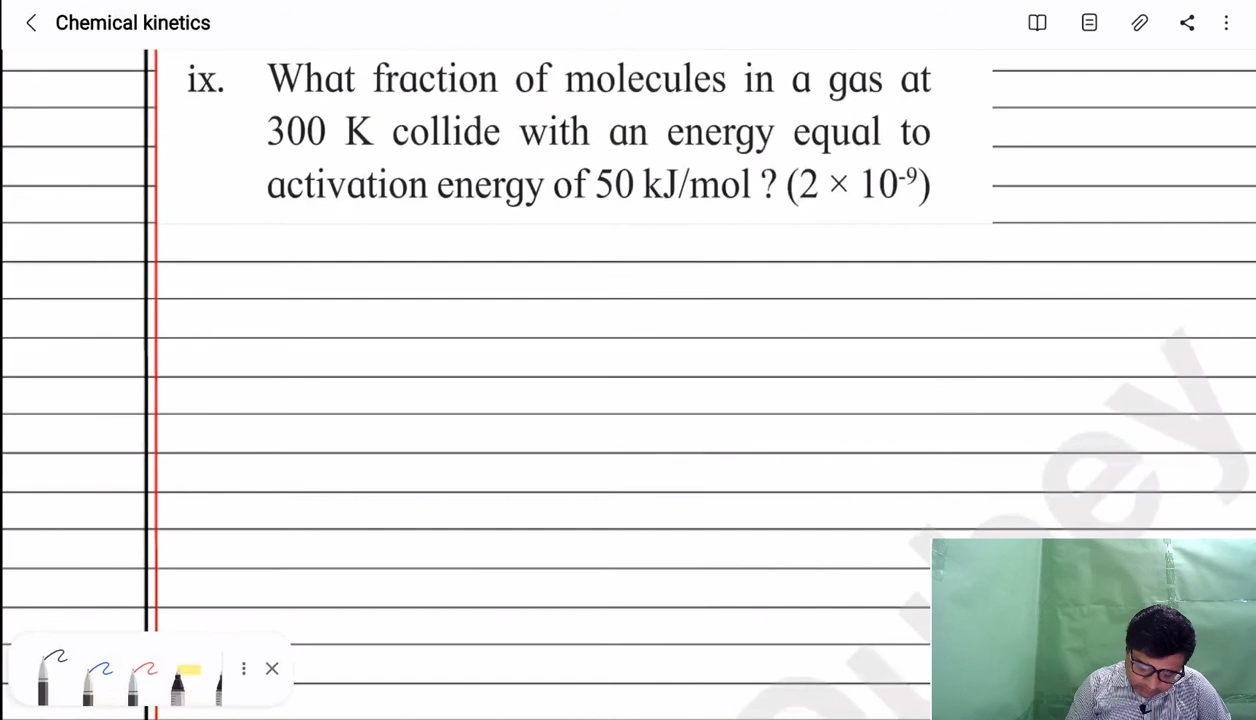 Chemical kinetics
ix. What fraction of molecules in a gas at
300 K collide with an energy equal to
activation energy of 50 kJ/mol ? (2 × 10⁻⁹)